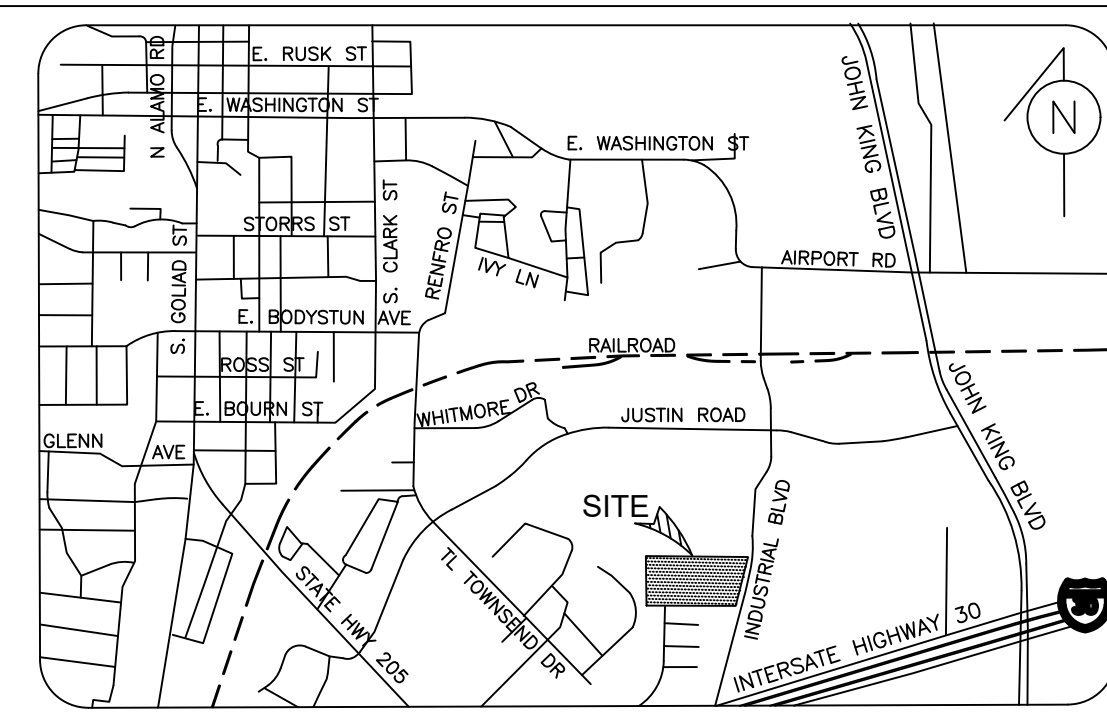 N ALAMO RD
E. RUSK ST
E. WASHINGTON ST
E. WASHINGTON ST
JOHN KING BLVD
N
S. GOLIAD ST
STORRS ST
S. CLARK ST
RENFRO ST
IVY LN
AIRPORT RD
E. BODYSTUN AVE
RAILROAD
ROSS ST
E. BOURN ST
WHITMORE DR
JUSTIN ROAD
JOHN KING BLVD
GLENN AVE
SITE
INDUSTRIAL BLVD
STATE HWY 205
TL TOWNSEND DR
INTERSATE HIGHWAY 30
30